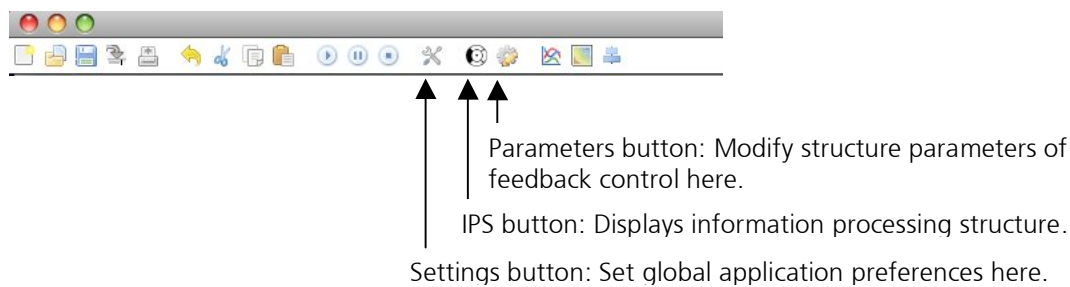 Parameters button: Modify structure parameters of
feedback control here.
IPS button: Displays information processing structure.
Settings button: Set global application preferences here.